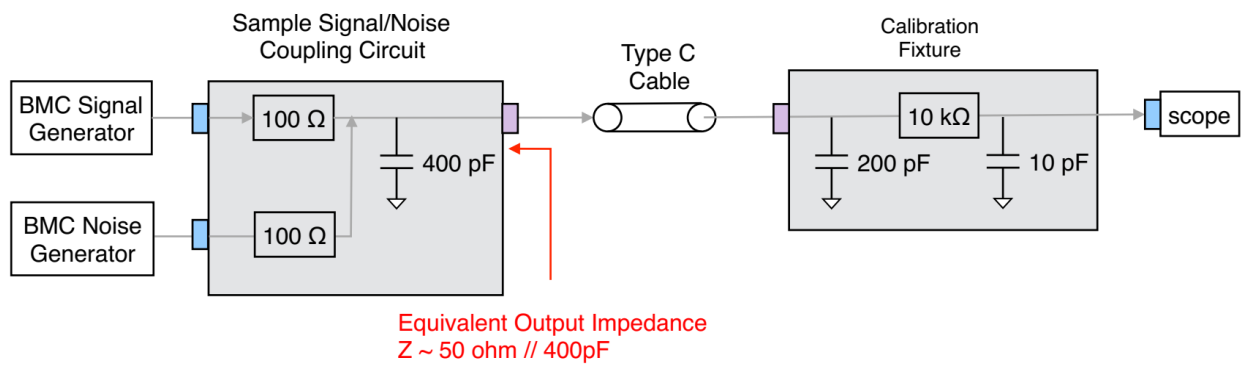 Sample Signal/Noise
Coupling Circuit
Type C
Cable
Calibration
Fixture
BMC Signal
Generator
100 Ω
400 pF
10 kΩ
scope
200 pF
10 pF
BMC Noise
Generator
100 Ω
Equivalent Output Impedance
Z ~ 50 ohm // 400pF